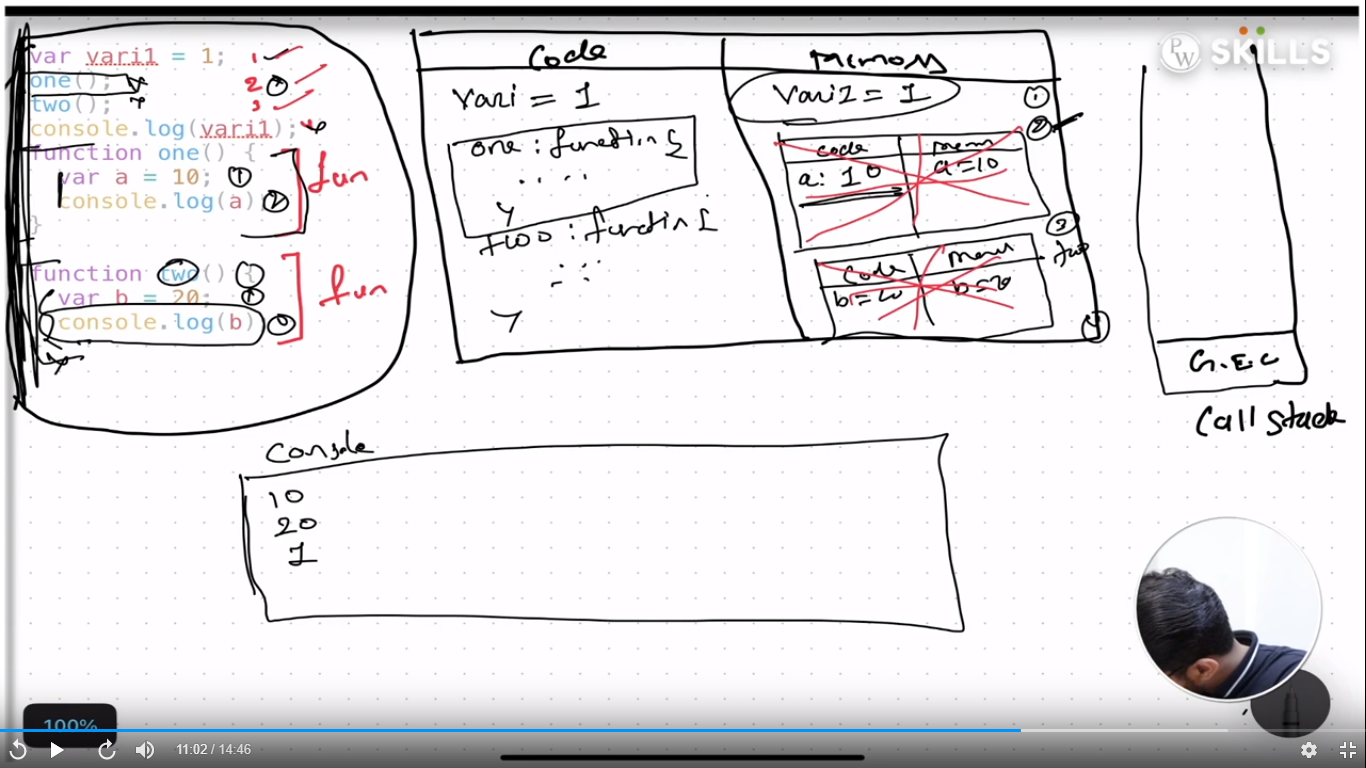 var vari1 = 1; 1
one(); 2 1
two(); 3
console.log(vari1); 4
function one() {
var a = 10; 1
console.log(a); 2
}
fun
function two() {
var b = 20; 1
console.log(b)
fun
Code
Memory
vari = 1
one : function {
. . . .
}
two : function {
}
vari1 = 1
1
2
code
mem
a: 10
a=10
3
two
code
mem
b=20
b=20
4
G.E.C
Call stack
Console
10
20
1
PW SKILLS
100%
11:02 / 14:46